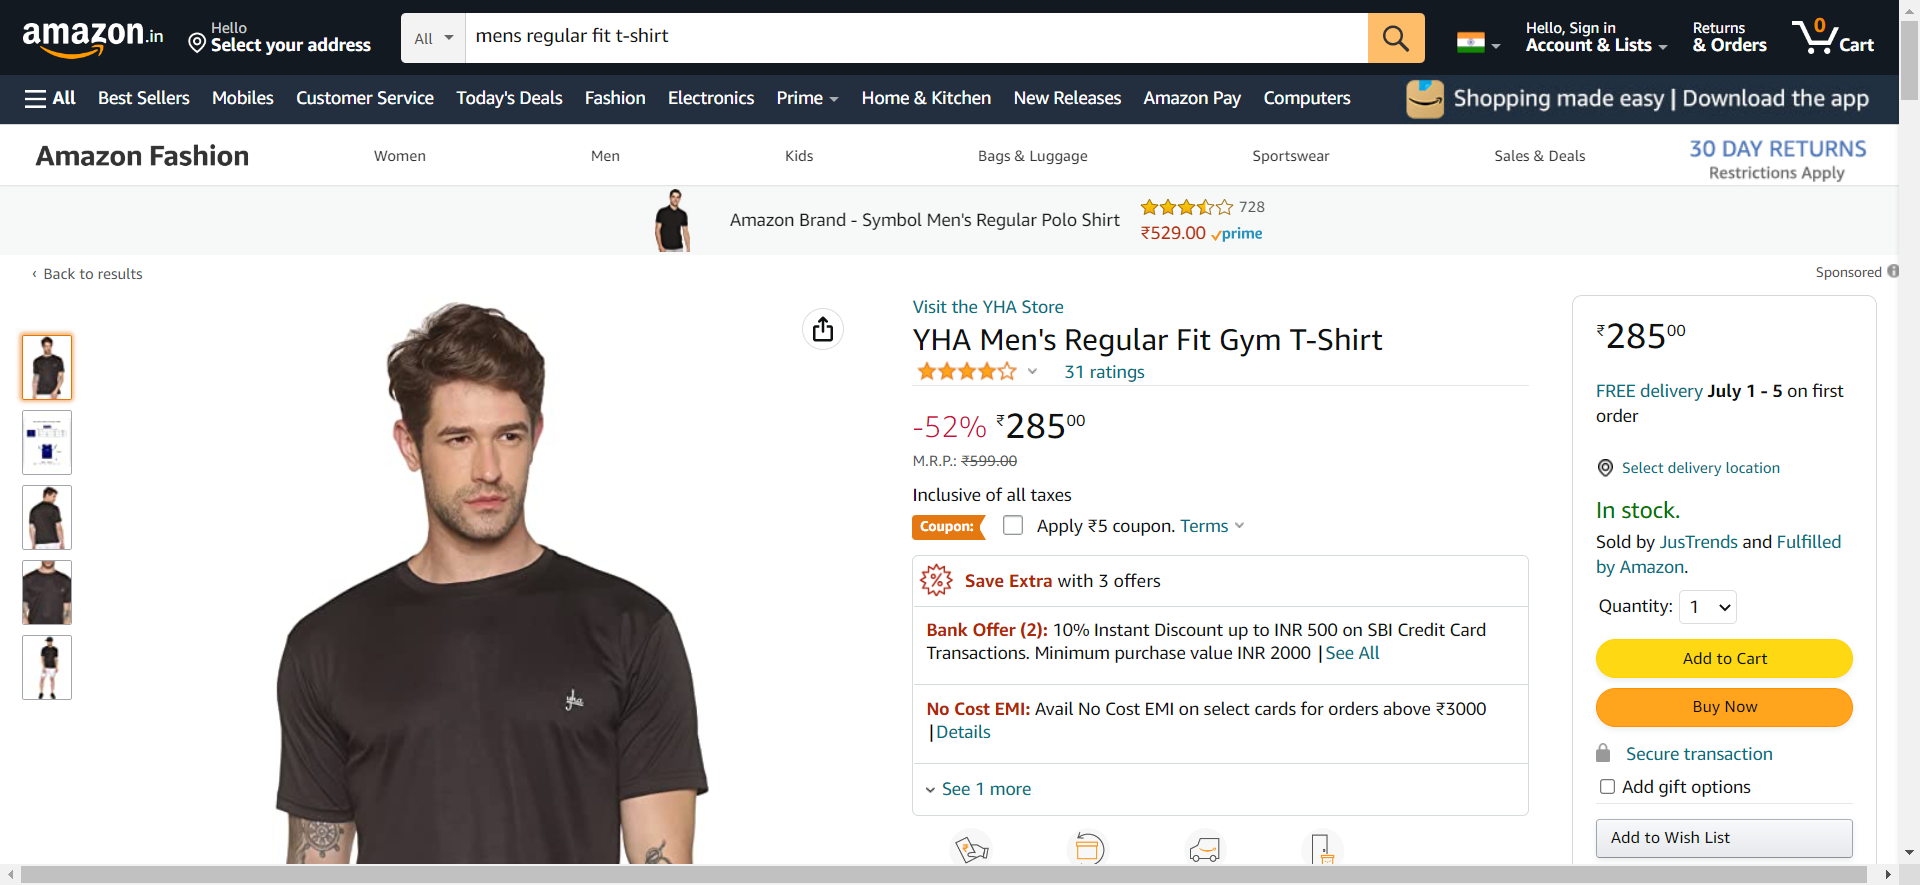 amazon.in
Hello
Select your address
All
mens regular fit t-shirt
Hello, Sign in
Account & Lists
Returns
& Orders
0
Cart
All
Best Sellers
Mobiles
Customer Service
Today's Deals
Fashion
Electronics
Prime
Home & Kitchen
New Releases
Amazon Pay
Computers
Shopping made easy | Download the app
Amazon Fashion
Women
Men
Kids
Bags & Luggage
Sportswear
Sales & Deals
30 DAY RETURNS
Restrictions Apply
Amazon Brand - Symbol Men's Regular Polo Shirt
728
₹529.00 prime
‹ Back to results
Sponsored
Visit the YHA Store
YHA Men's Regular Fit Gym T-Shirt
31 ratings
-52% ₹28500
M.R.P.: ₹599.00
Inclusive of all taxes
Coupon:
Apply ₹5 coupon. Terms
% Save Extra with 3 offers
Bank Offer (2): 10% Instant Discount up to INR 500 on SBI Credit Card
Transactions. Minimum purchase value INR 2000 | See All
No Cost EMI: Avail No Cost EMI on select cards for orders above ₹3000
| Details
See 1 more
yha
₹28500
FREE delivery July 1 - 5 on first
order
Select delivery location
In stock.
Sold by JusTrends and Fulfilled
by Amazon.
Quantity: 1
Add to Cart
Buy Now
Secure transaction
Add gift options
Add to Wish List